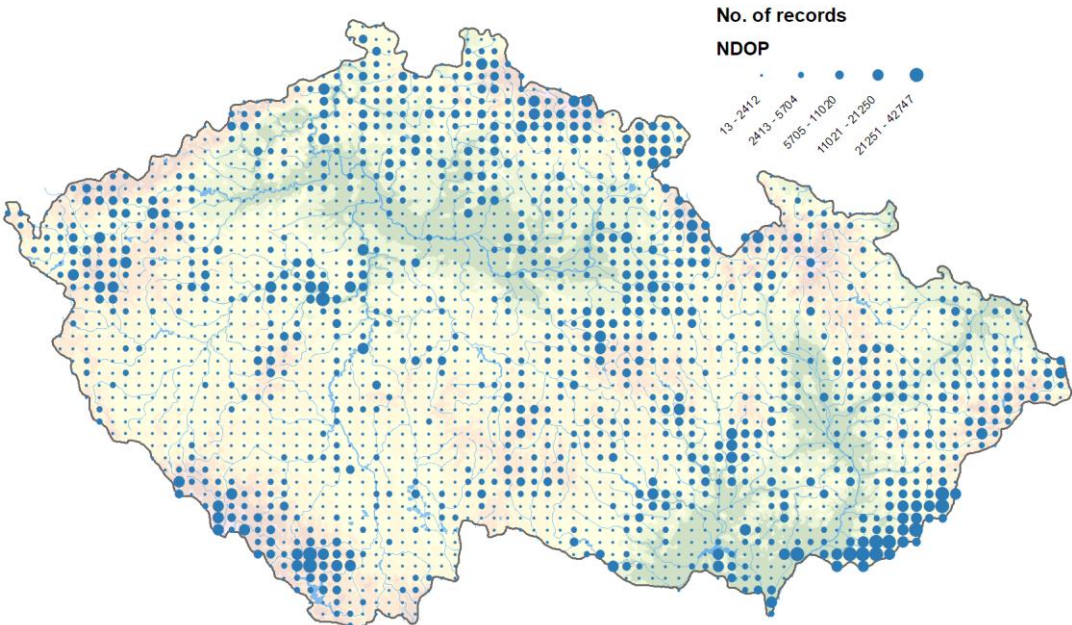 No. of records
NDOP
13 - 2412
2413 - 5704
5705 - 11020
11021 - 21250
21251 - 42747